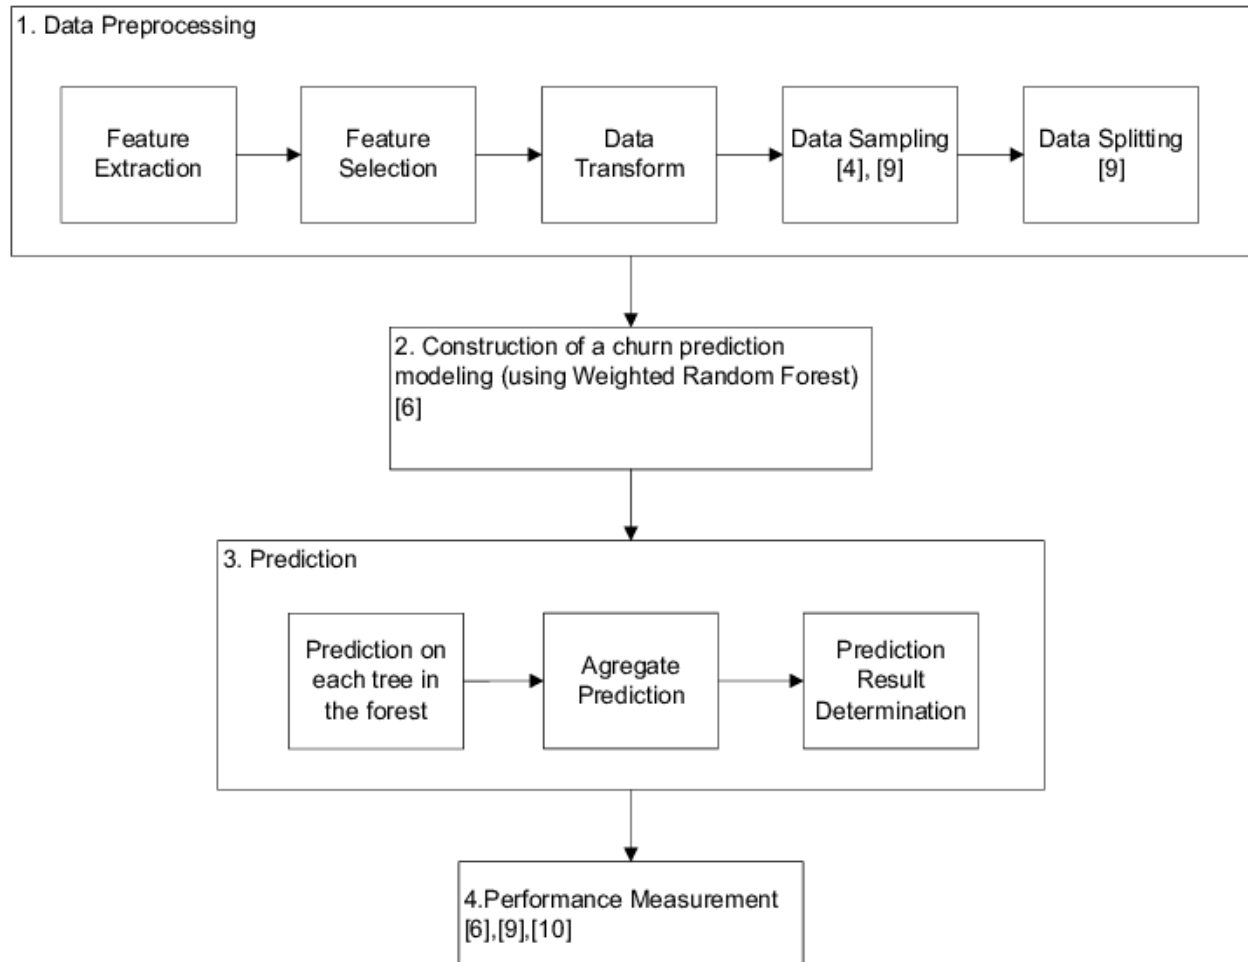 1. Data Preprocessing
Feature
Extraction
Feature
Selection
Data
Transform
Data Sampling
[4], [9]
Data Splitting
[9]
2. Construction of a churn prediction
modeling (using Weighted Random Forest)
[6]
3. Prediction
Prediction on
each tree in
the forest
Agregate
Prediction
Prediction
Result
Determination
4.Performance Measurement
[6],[9],[10]